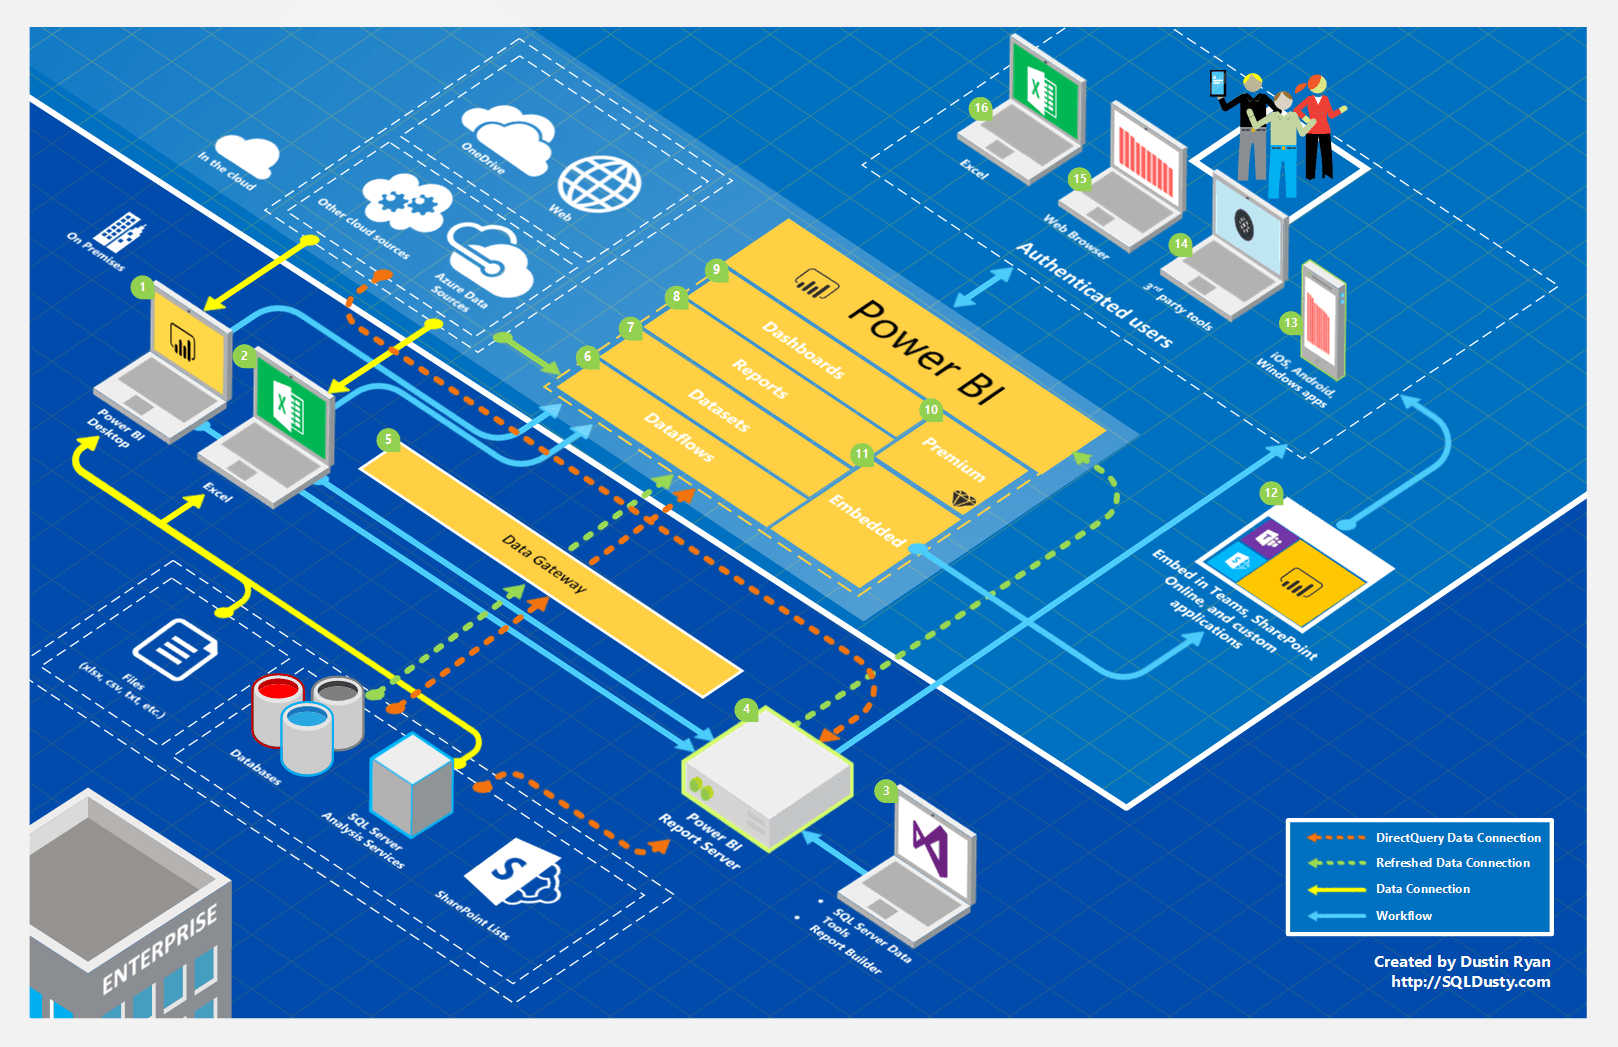 In the cloud
On Premises
OneDrive
Web
Other cloud sources
Azure Data
Sources
1
Power BI
Desktop
2
Excel
5
Data Gateway
9
8
7
6
Power BI
Dashboards
Reports
Datasets
Dataflows
10
Premium
11
Embedded
16
Excel
15
Web Browser
14
3rd party tools
13
iOS, Android,
Windows apps
Authenticated users
12
Embed in Teams, SharePoint
Online, and custom
applications
Files
(xlsx, csv, txt, etc.)
Databases
SQL Server
Analysis Services
SharePoint Lists
4
Power BI
Report Server
3
SQL Server Data
Tools
Report Builder
ENTERPRISE
DirectQuery Data Connection
Refreshed Data Connection
Data Connection
Workflow
Created by Dustin Ryan
http://SQLDusty.com